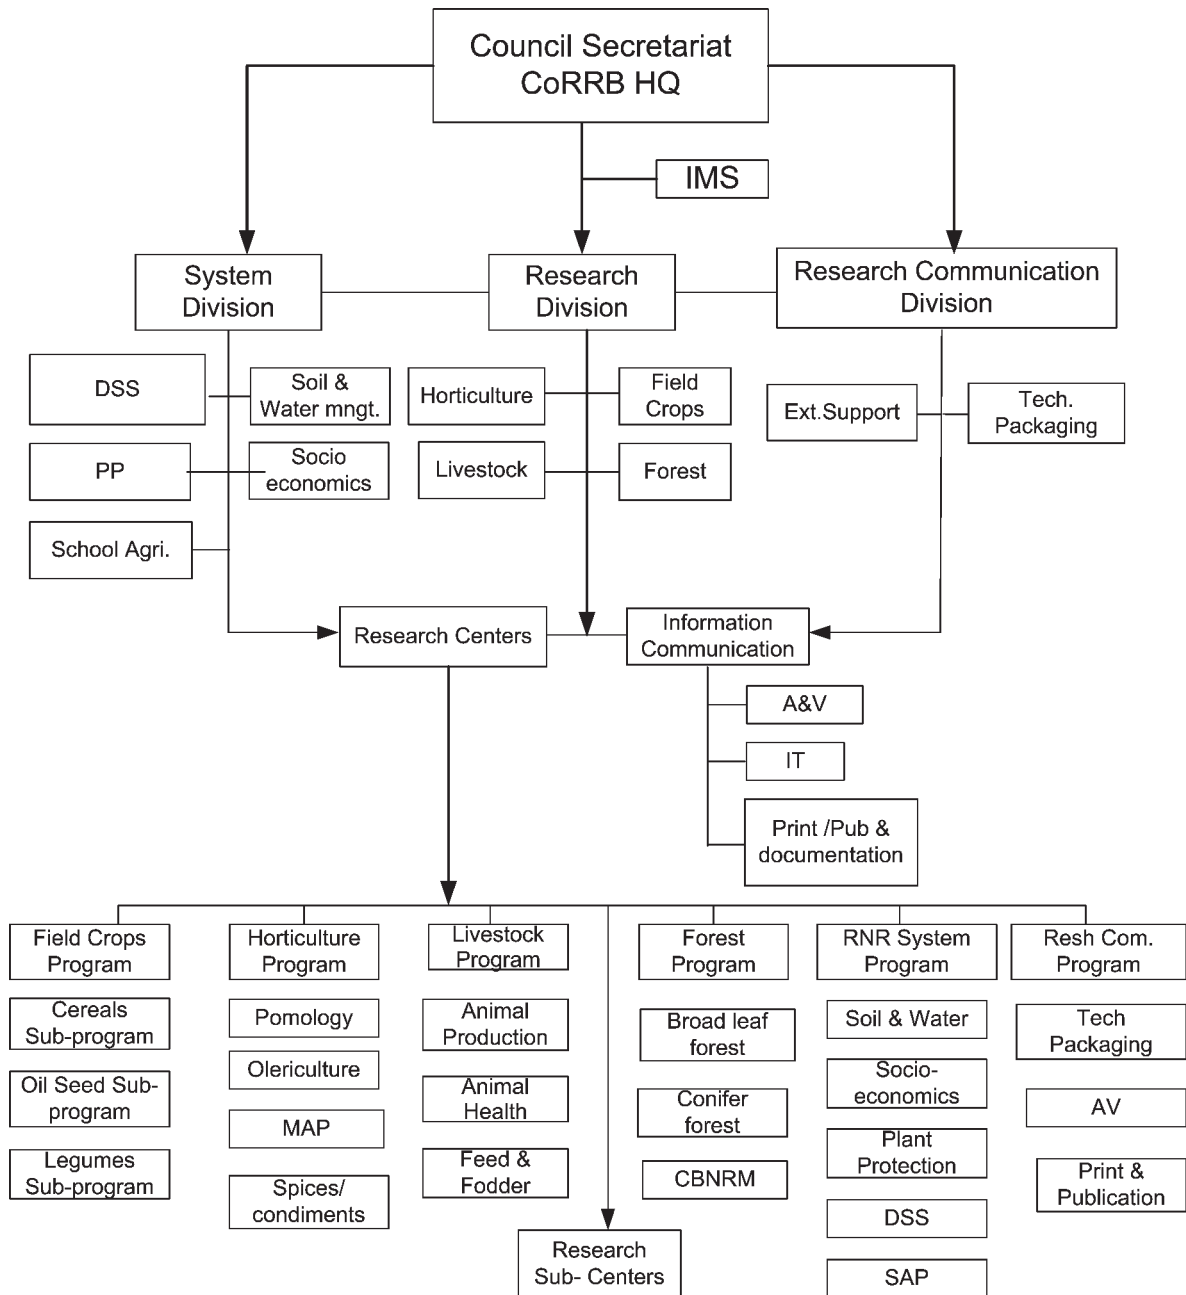 Council Secretariat
CoRRB HQ
IMS
System
Division
Research
Division
Research Communication
Division
DSS
Soil &
Water mngt.
Horticulture
Field
Crops
Ext.Support
Tech.
Packaging
PP
Socio
economics
Livestock
Forest
School Agri.
Research Centers
Information
Communication
A&V
IT
Print /Pub &
documentation
Field Crops
Program
Horticulture
Program
Livestock
Program
Forest
Program
RNR System
Program
Resh Com.
Program
Cereals
Sub-program
Oil Seed Sub-
program
Legumes
Sub-program
Pomology
Olericulture
MAP
Spices/
condiments
Animal
Production
Animal
Health
Feed &
Fodder
Research
Sub- Centers
Broad leaf
forest
Conifer
forest
CBNRM
Soil & Water
Socio-
economics
Plant
Protection
DSS
SAP
Tech
Packaging
AV
Print &
Publication